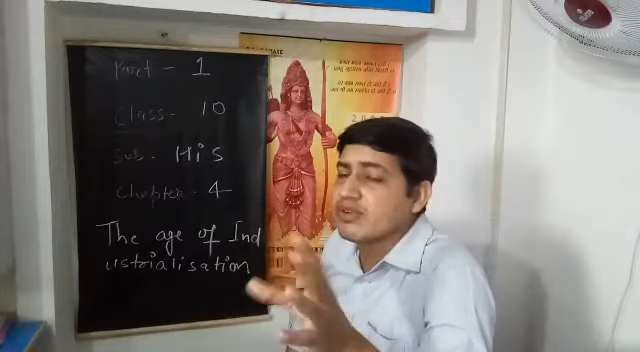 Part - 1
Class - 10
Sub - His
Chapter - 4
The age of Ind
ustrialisation